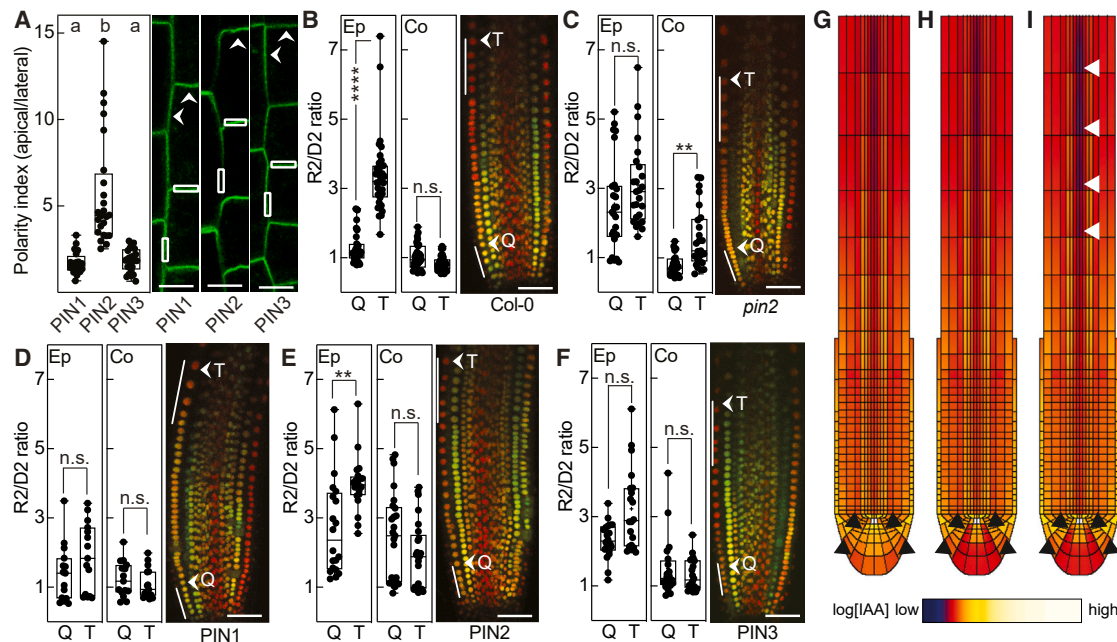 A
a b a
15
10
5
Polarity index (apical/lateral)
PIN1 PIN2 PIN3 PIN1 PIN2 PIN3
B
Ep Co
7
5
3
1
R2/D2 ratio
****
n.s.
T
Q
Q T Q T Col-0
C
Ep Co
n.s.
7
5
3
1
R2/D2 ratio
**
T
Q
Q T Q T pin2
D
Ep Co
7
5
3
1
R2/D2 ratio
n.s.
n.s.
T
Q
Q T Q T PIN1
E
Ep Co
7
5
3
1
R2/D2 ratio
**
n.s.
T
Q
Q T Q T PIN2
F
Ep Co
7
5
3
1
R2/D2 ratio
n.s.
n.s.
T
Q
Q T Q T PIN3
G H I
log[IAA] low high